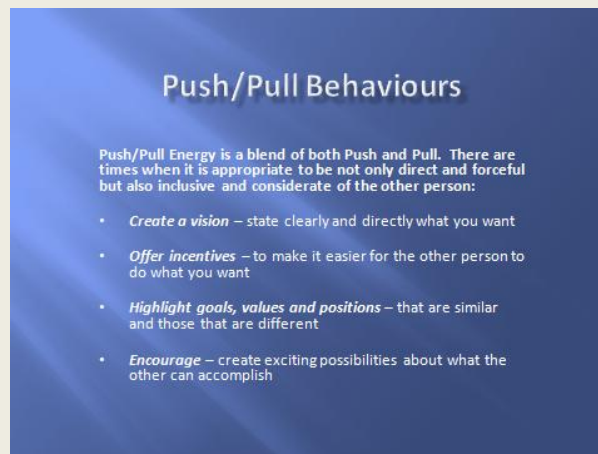 Push/Pull Behaviours
Push/Pull Energy is a blend of both Push and Pull. There are
times when it is appropriate to be not only direct and forceful
but also inclusive and considerate of the other person:
• Create a vision – state clearly and directly what you want
• Offer incentives – to make it easier for the other person to
do what you want
• Highlight goals, values and positions – that are similar
and those that are different
• Encourage – create exciting possibilities about what the
other can accomplish